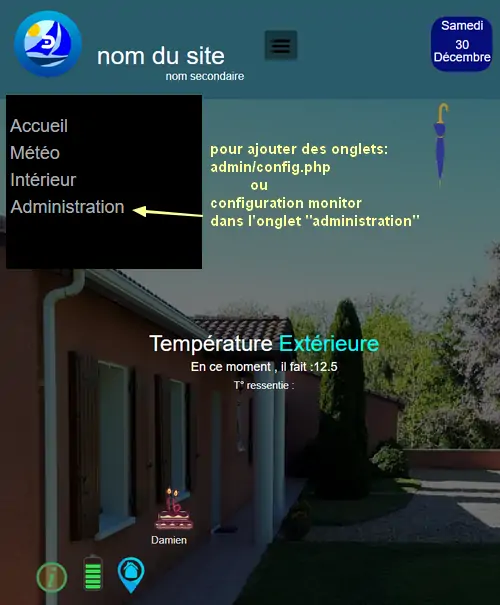 Samedi
30
Décembre
nom du site
nom secondaire
Accueil
Météo
Intérieur
Administration
pour ajouter des onglets:
admin/config.php
ou
configuration monitor
dans l'onglet "administration"
Température Extérieure
En ce moment , il fait :12.5
T° ressentie :
16
Damien